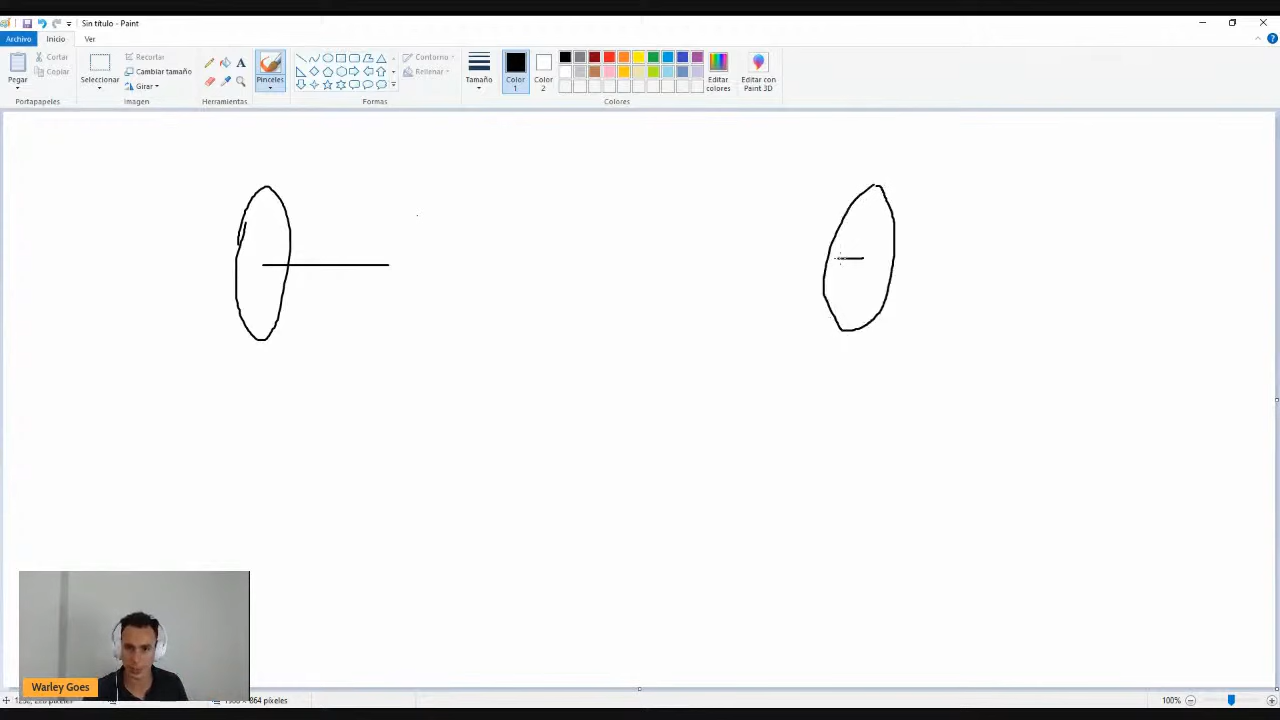 Sin título - Paint
Archivo Inicio Ver
Pegar
Cortar
Copiar
Portapapeles
Seleccionar
Recortar
Cambiar tamaño
Girar
Imagen
A
Herramientas
Pinceles
Contorno
Rellenar
Formas
Tamaño
Color 1
Color 2
Editar colores
Editar con Paint 3D
Colores
Warley Goes
100%